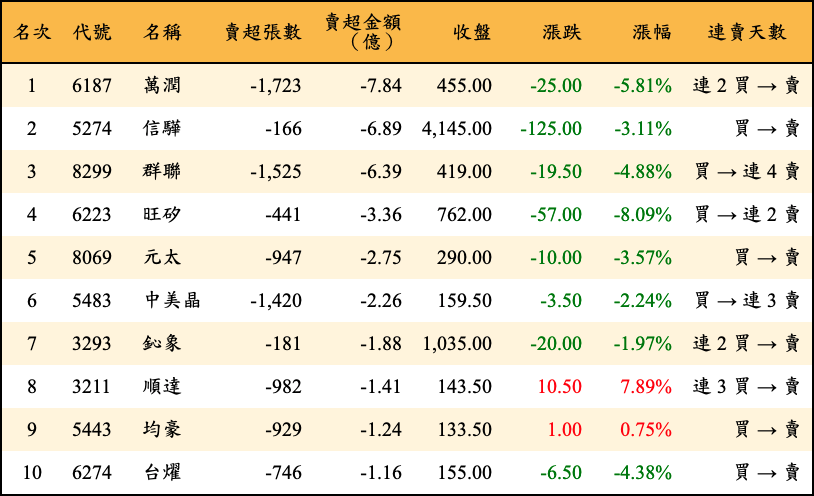 名次 代號 名稱 賣超張數 賣超金額（億） 收盤 漲跌 漲幅 連賣天數
1 6187 萬潤 -1,723 -7.84 455.00 -25.00 -5.81% 連 2 買 → 賣
2 5274 信驊 -166 -6.89 4,145.00 -125.00 -3.11% 買 → 賣
3 8299 群聯 -1,525 -6.39 419.00 -19.50 -4.88% 買 → 連 4 賣
4 6223 旺矽 -441 -3.36 762.00 -57.00 -8.09% 買 → 連 2 賣
5 8069 元太 -947 -2.75 290.00 -10.00 -3.57% 買 → 賣
6 5483 中美晶 -1,420 -2.26 159.50 -3.50 -2.24% 買 → 連 3 賣
7 3293 鈊象 -181 -1.88 1,035.00 -20.00 -1.97% 連 2 買 → 賣
8 3211 順達 -982 -1.41 143.50 10.50 7.89% 連 3 買 → 賣
9 5443 均豪 -929 -1.24 133.50 1.00 0.75% 買 → 賣
10 6274 台燿 -746 -1.16 155.00 -6.50 -4.38% 買 → 賣